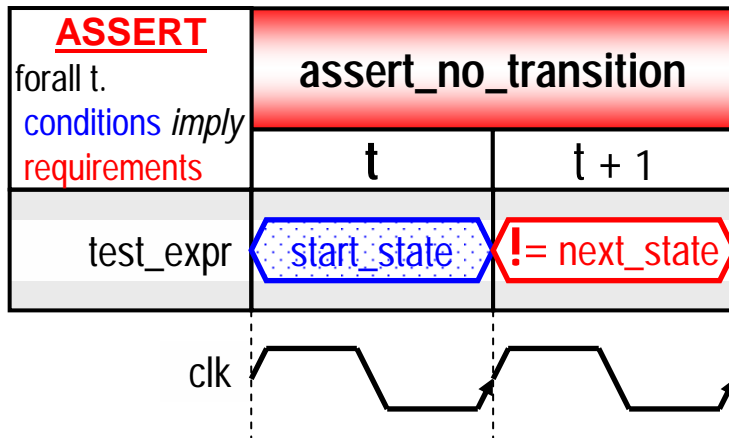 ASSERT
forall t.
conditions imply
requirements
assert_no_transition
t
t + 1
test_expr
start_state
!= next_state
clk